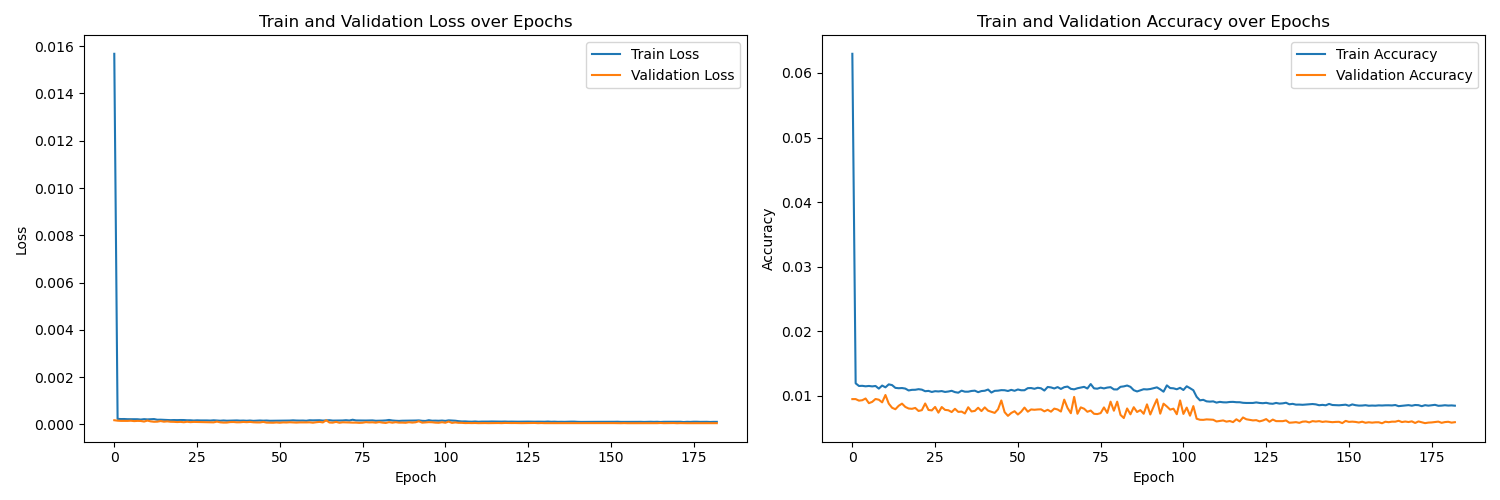 Train and Validation Loss over Epochs
Train Loss
Validation Loss
0.016
0.014
0.012
0.010
0.008
0.006
0.004
0.002
0.000
Loss
0 25 50 75 100 125 150 175
Epoch
Train and Validation Accuracy over Epochs
Train Accuracy
Validation Accuracy
0.06
0.05
0.04
0.03
0.02
0.01
Accuracy
0 25 50 75 100 125 150 175
Epoch